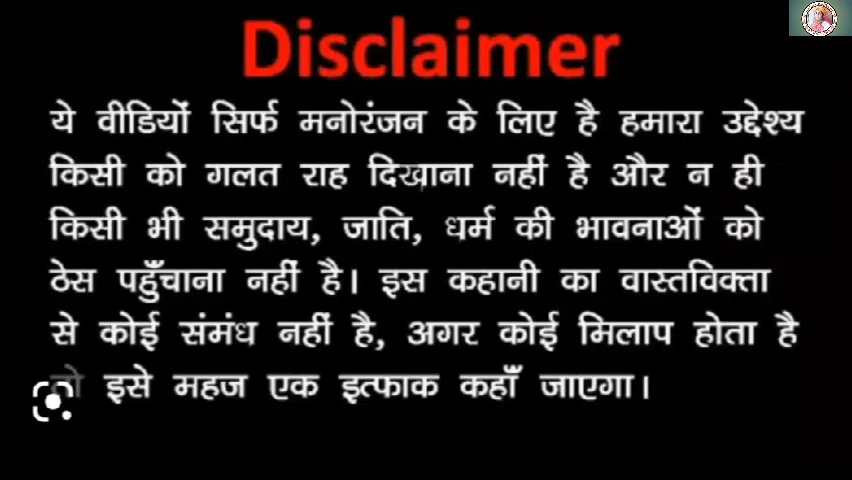 Disclaimer
ये वीडियों सिर्फ मनोरंजन के लिए है हमारा उद्देश्य
किसी को गलत राह दिखाना नहीं है और न ही
किसी भी समुदाय, जाति, धर्म की भावनाओं को
ठेस पहुँचाना नहीं है। इस कहानी का वास्तविक्ता
से कोई संमंध नहीं है, अगर कोई मिलाप होता है
इसे महज एक इत्फाक कहाँ जाएगा।